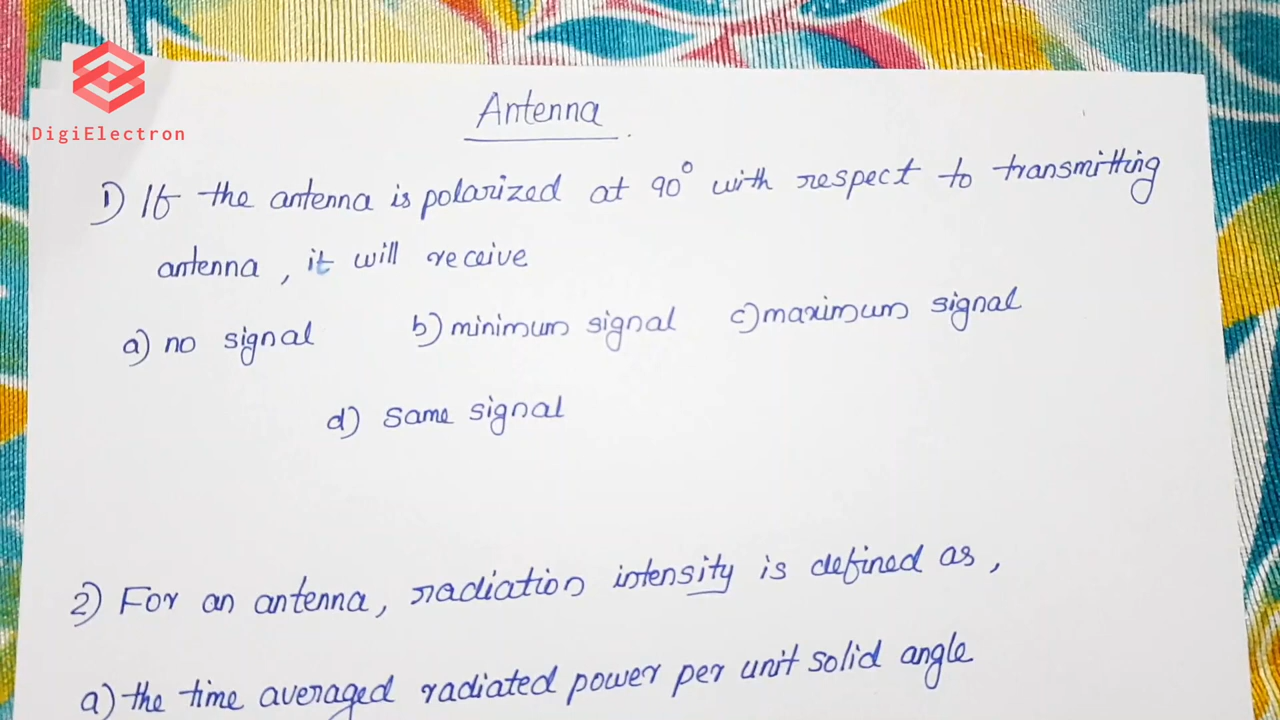 DigiElectron
Antenna
1) If the antenna is polarized at 90° with respect to transmitting
antenna, it will receive
a) no signal b) minimum signal c) maximum signal
d) same signal
2) For an antenna, radiation intensity is defined as,
a) the time averaged radiated power per unit solid angle